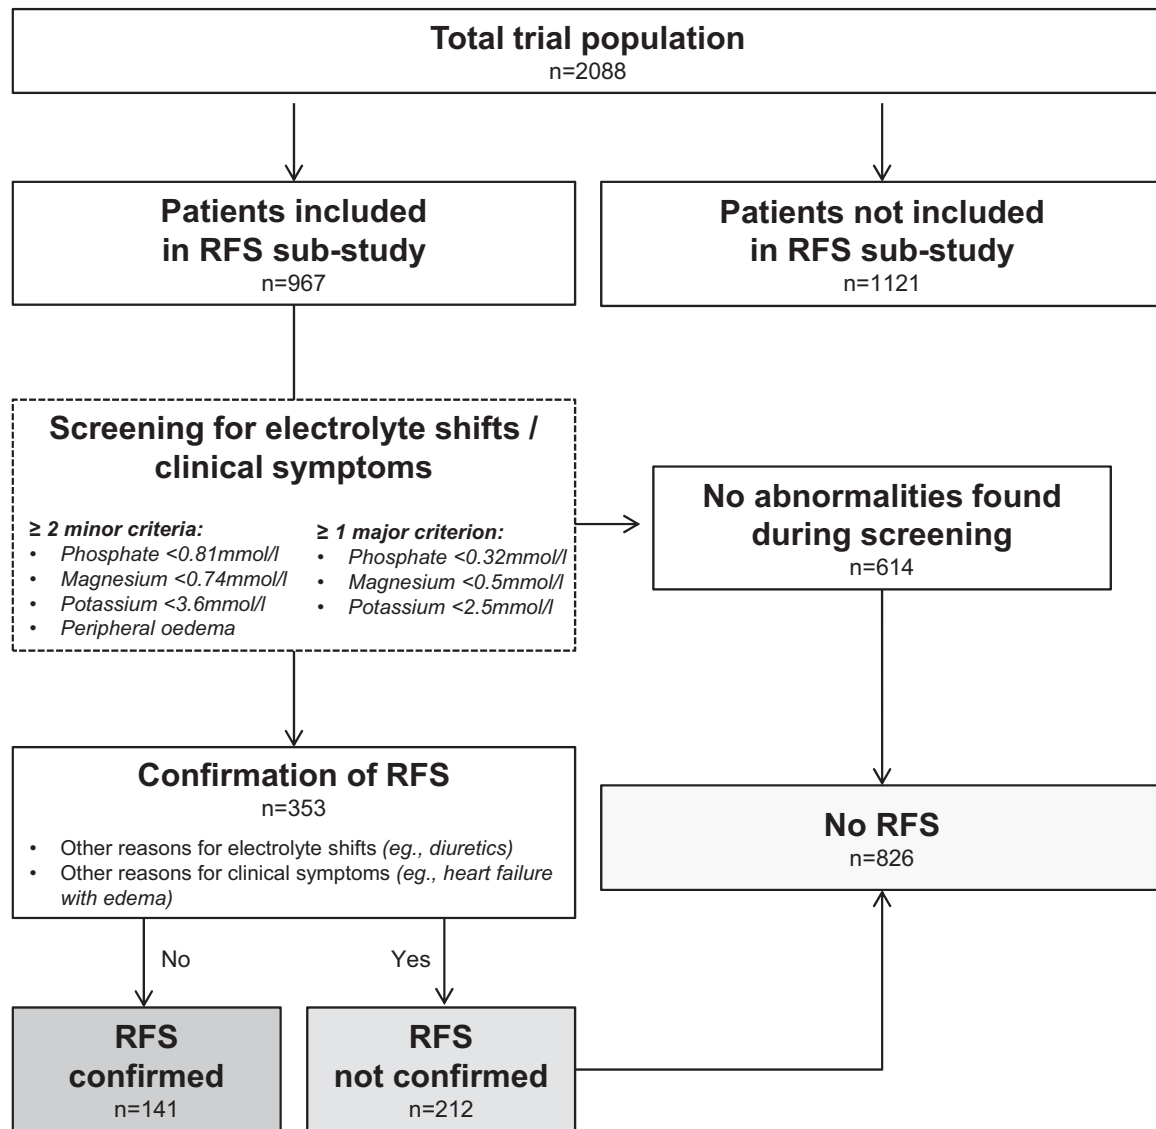 Total trial population
n=2088
Patients included
in RFS sub-study
n=967
Patients not included
in RFS sub-study
n=1121
Screening for electrolyte shifts /
clinical symptoms
≥ 2 minor criteria:
• Phosphate <0.81mmol/l
• Magnesium <0.74mmol/l
• Potassium <3.6mmol/l
• Peripheral oedema
≥ 1 major criterion:
• Phosphate <0.32mmol/l
• Magnesium <0.5mmol/l
• Potassium <2.5mmol/l
No abnormalities found
during screening
n=614
Confirmation of RFS
n=353
• Other reasons for electrolyte shifts (eg., diuretics)
• Other reasons for clinical symptoms (eg., heart failure
with edema)
No RFS
n=826
No
Yes
RFS
confirmed
n=141
RFS
not confirmed
n=212